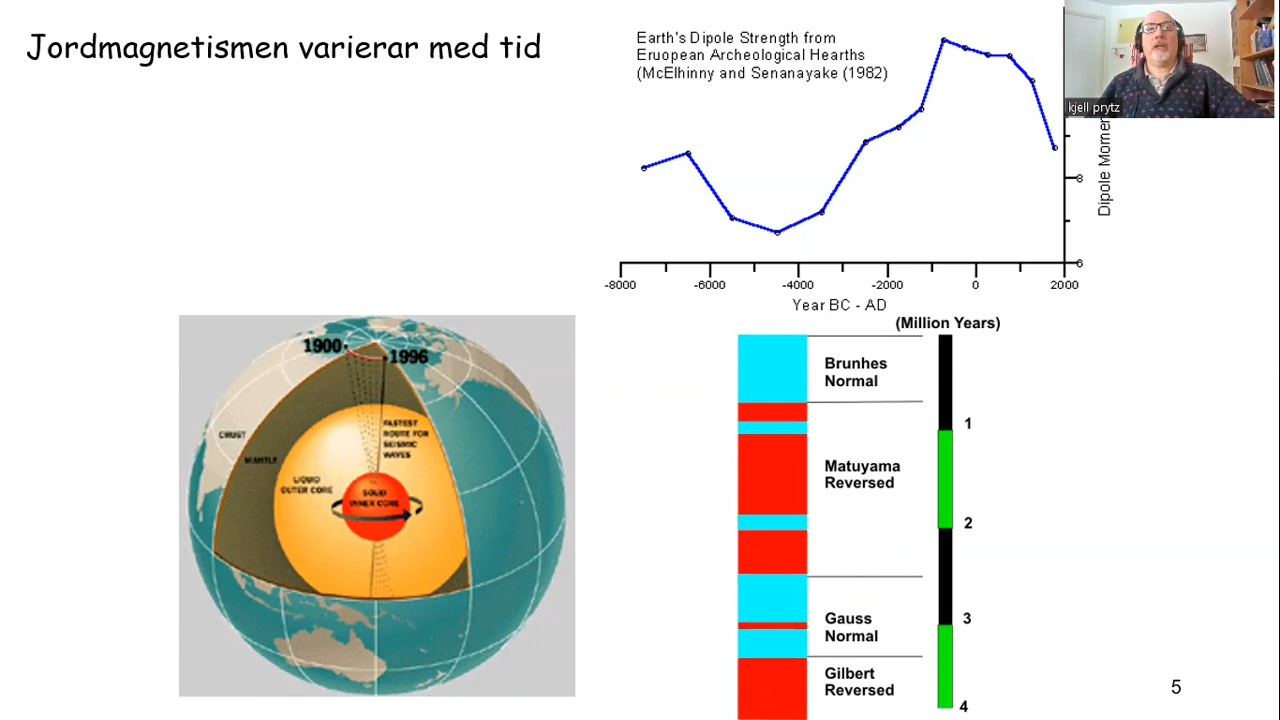 Jordmagnetismen varierar med tid
Earth's Dipole Strength from
Eruopean Archeological Hearths
(McElhinny and Senanayake (1982)
kjell prytz
Dipole Momen
8
6
-8000
-6000
-4000
-2000
0
2000
Year BC - AD
1900
1996
CRUST
MANTLE
LIQUID
OUTER CORE
FASTEST
ROUTE FOR
SEISMIC
WAVES
SOLID
INNER CORE
(Million Years)
Brunhes
Normal
1
Matuyama
Reversed
2
3
Gauss
Normal
Gilbert
Reversed
4
5